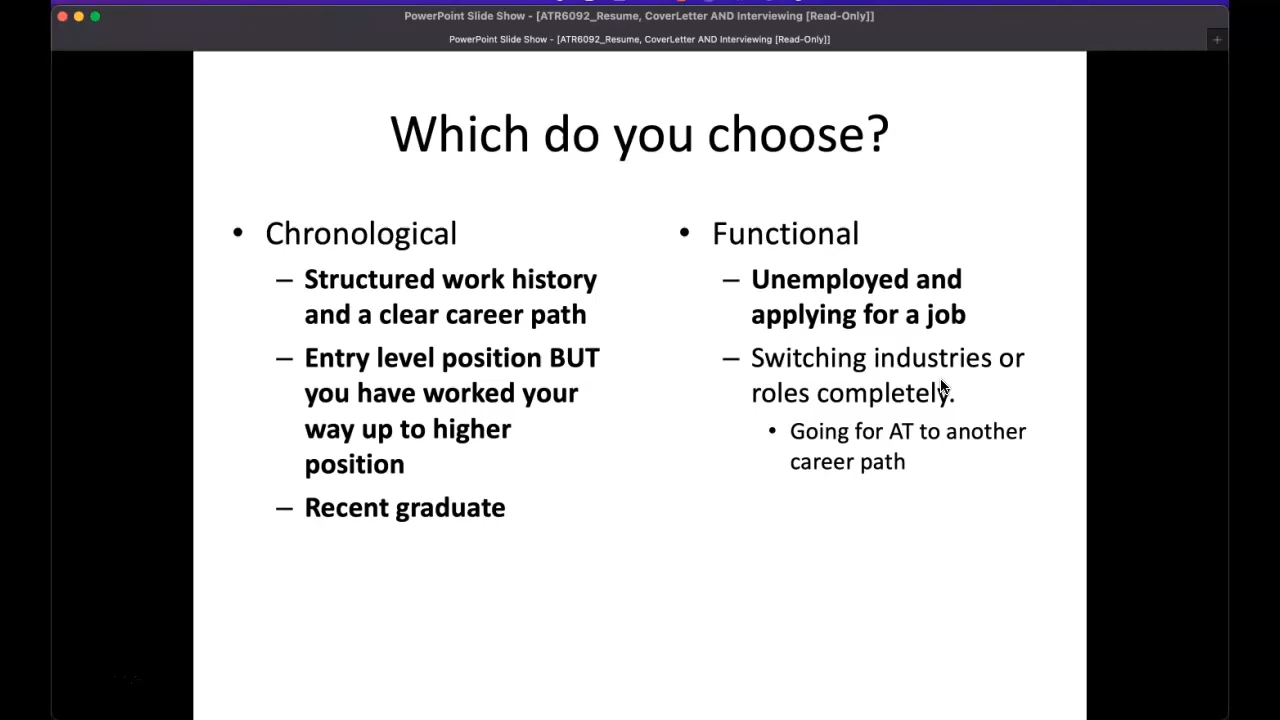 PowerPoint Slide Show - [ATR6092_Resume, CoverLetter AND Interviewing [Read-Only]]
PowerPoint Slide Show - [ATR6092_Resume, CoverLetter AND Interviewing [Read-Only]]
Which do you choose?
• Chronological
– Structured work history
and a clear career path
– Entry level position BUT
you have worked your
way up to higher
position
– Recent graduate
• Functional
– Unemployed and
applying for a job
– Switching industries or
roles completely.
• Going for AT to another
career path